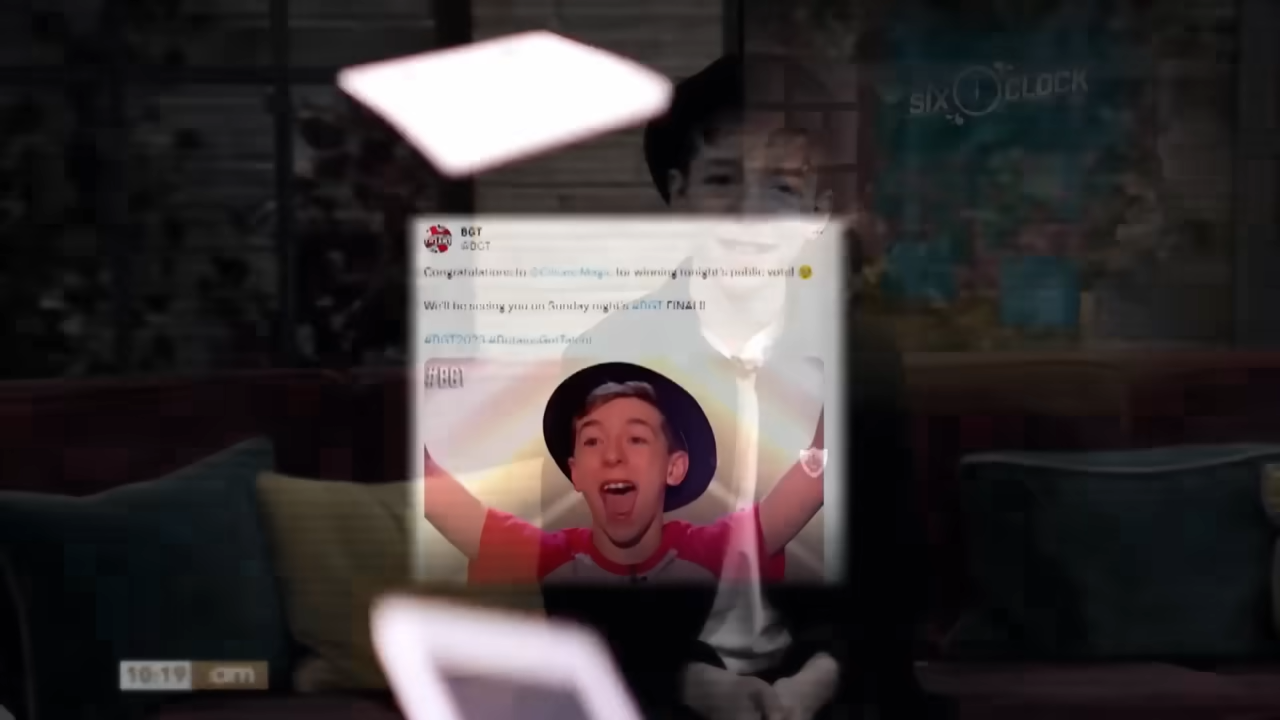 SIX O'CLOCK
BGT
@BGT
Congratulations to Magic for winning tonight's public vote!
We'll be seeing you on Sunday night's #BGT FINAL!!
#BGT2023 #BritainsGotTalent
#BGT
10:19 am